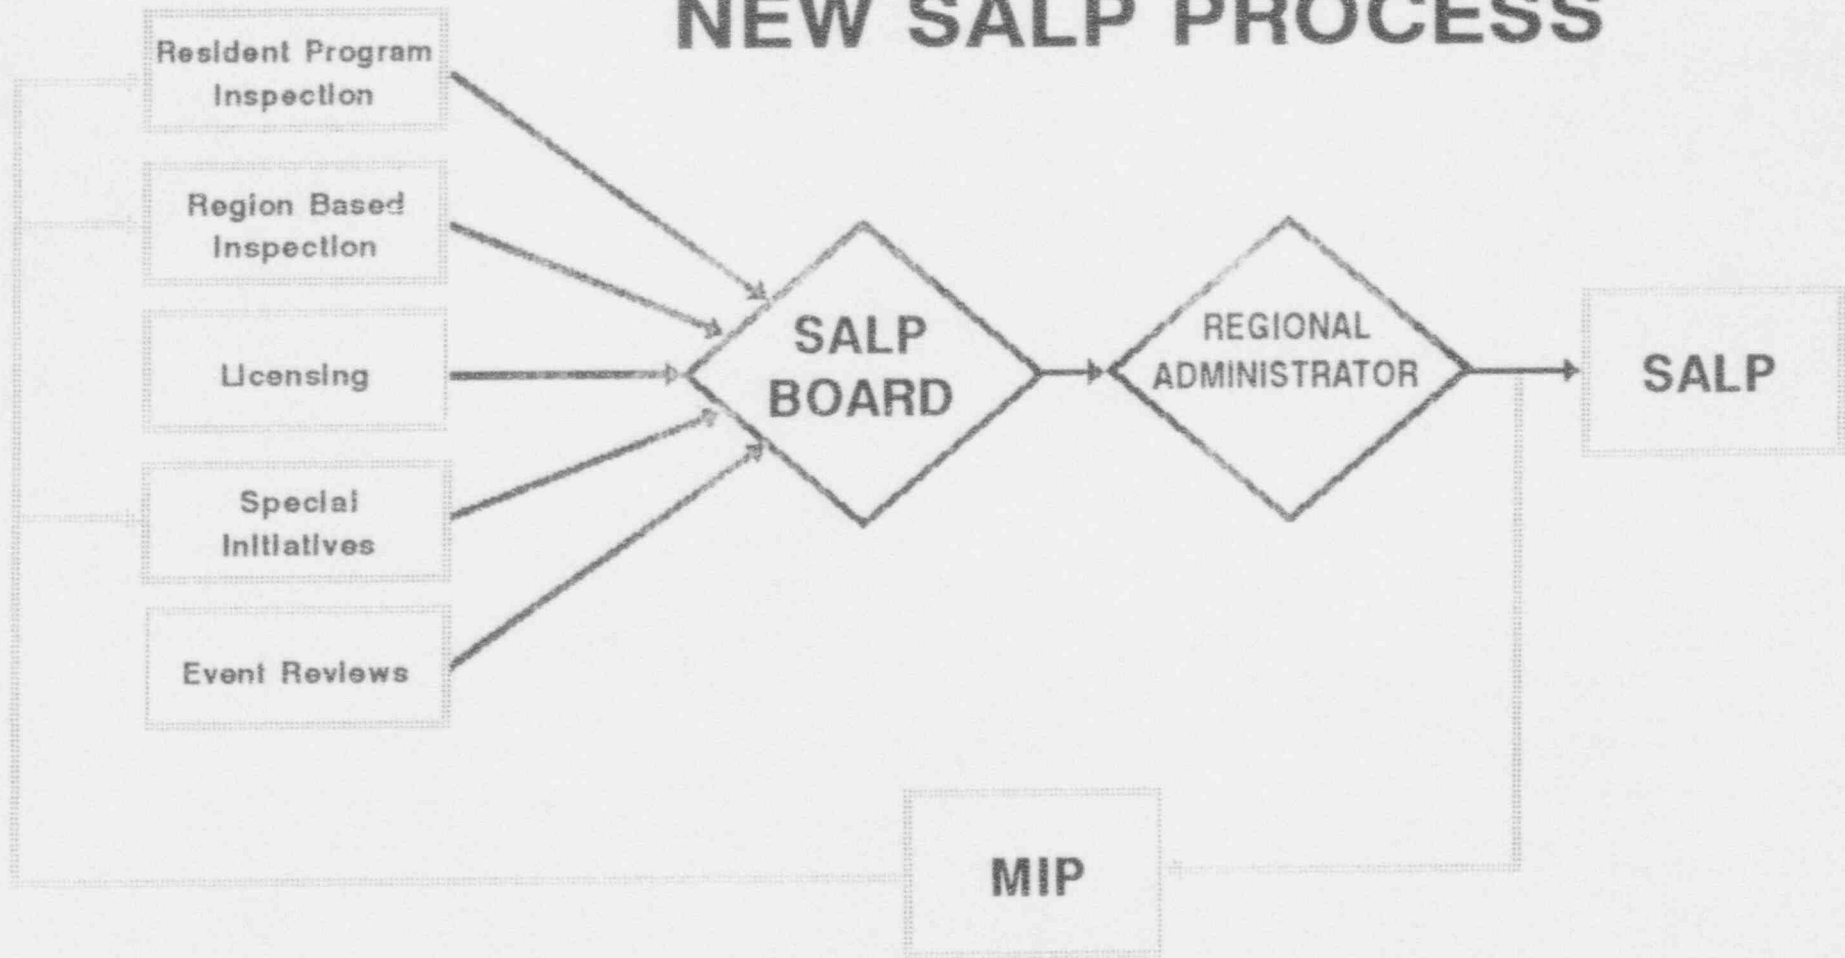 NEW SALP PROCESS
Resident Program
Inspection
Region Based
Inspection
Licensing
Special
Initiatives
Event Reviews
SALP
BOARD
REGIONAL
ADMINISTRATOR
SALP
MIP